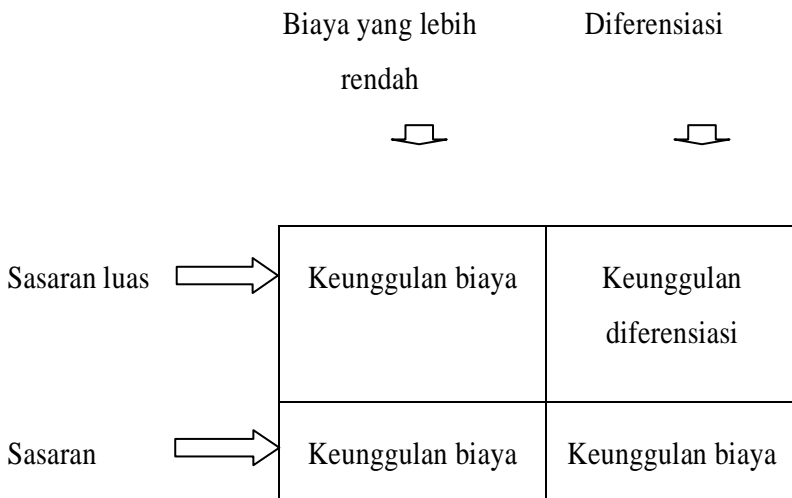 Biaya yang lebih Diferensiasi
rendah
Sasaran luas Keunggulan biaya Keunggulan
diferensiasi
Sasaran Keunggulan biaya Keunggulan biaya